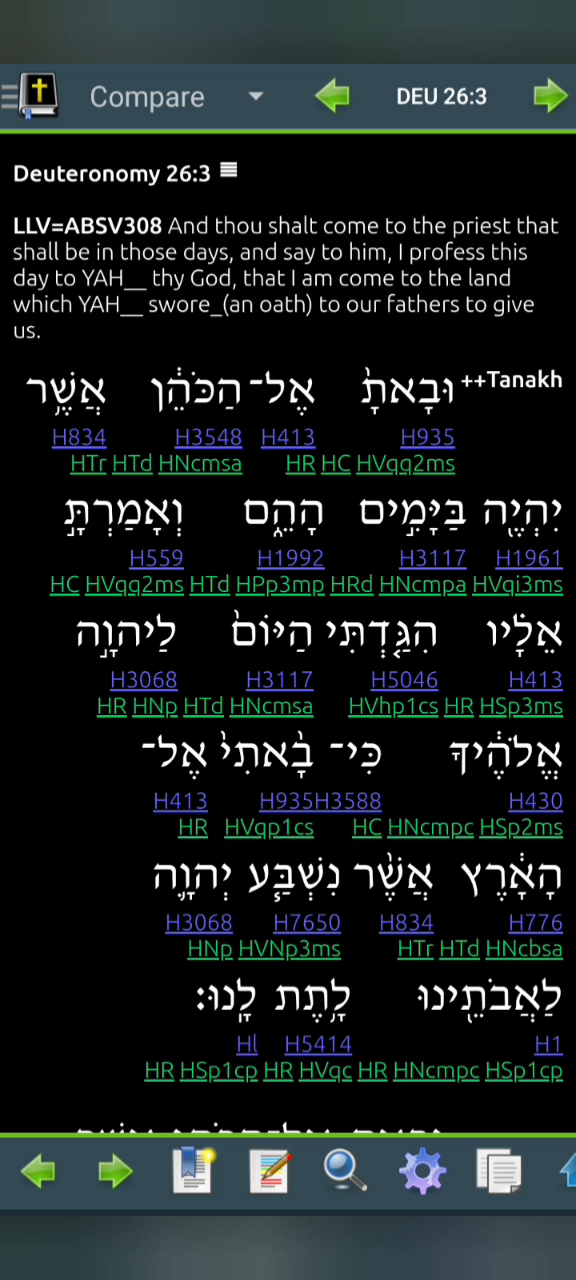 Compare
DEU 26:3
Deuteronomy 26:3
LLV=ABSV308 And thou shalt come to the priest that
shall be in those days, and say to him, I profess this
day to YAH__ thy God, that I am come to the land
which YAH__ swore_(an oath) to our fathers to give
us.
++Tanakh וּבָאתָ֙ אֶל־ הַכֹּהֵ֔ן אֲשֶׁ֥ר
H834 H3548 H413 H935
HTr HTd HNcmsa HR HC HVqq2ms
יִהְיֶ֖ה בַּיָּמִ֣ים הָהֵ֑ם וְאָמַרְתָּ֣
H559 H1992 H3117 H1961
HC HVqq2ms HTd HPp3mp HRd HNcmpa HVqi3ms
אֵלָ֗יו הִגַּ֤דְתִּי הַיּוֹם֙ לַיהוָ֣ה
H3068 H3117 H5046 H413
HR HNp HTd HNcmsa HVhp1cs HR HSp3ms
אֱלֹהֶ֔יךָ כִּי־ בָ֙אתִי֙ אֶל־
H413 H935H3588 H430
HR HVqp1cs HC HNcmpc HSp2ms
הָאָ֔רֶץ אֲשֶׁ֨ר נִשְׁבַּ֧ע יְהוָ֛ה
H3068 H7650 H834 H776
HNp HVNp3ms HTr HTd HNcbsa
לַאֲבֹתֵ֖ינוּ לָ֥תֶת לָֽנוּ׃
Hl H5414 H1
HR HSp1cp HR HVqc HR HNcmpc HSp1cp